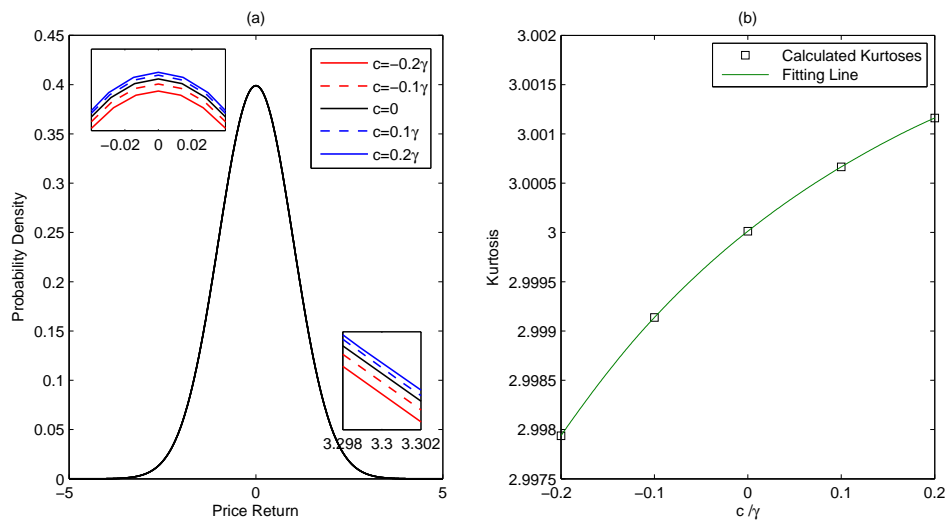 (a)
0.45
0.4
0.35
0.3
0.25
0.2
0.15
0.1
0.05
0
Probability Density
−0.02 0 0.02
c=−0.2γ
c=−0.1γ
c=0
c=0.1γ
c=0.2γ
3.298 3.3 3.302
−5 0 5
Price Return
(b)
3.002
3.0015
3.001
3.0005
3
2.9995
2.999
2.9985
2.998
2.9975
Kurtosis
Calculated Kurtoses
Fitting Line
−0.2 −0.1 0 0.1 0.2
c /γ